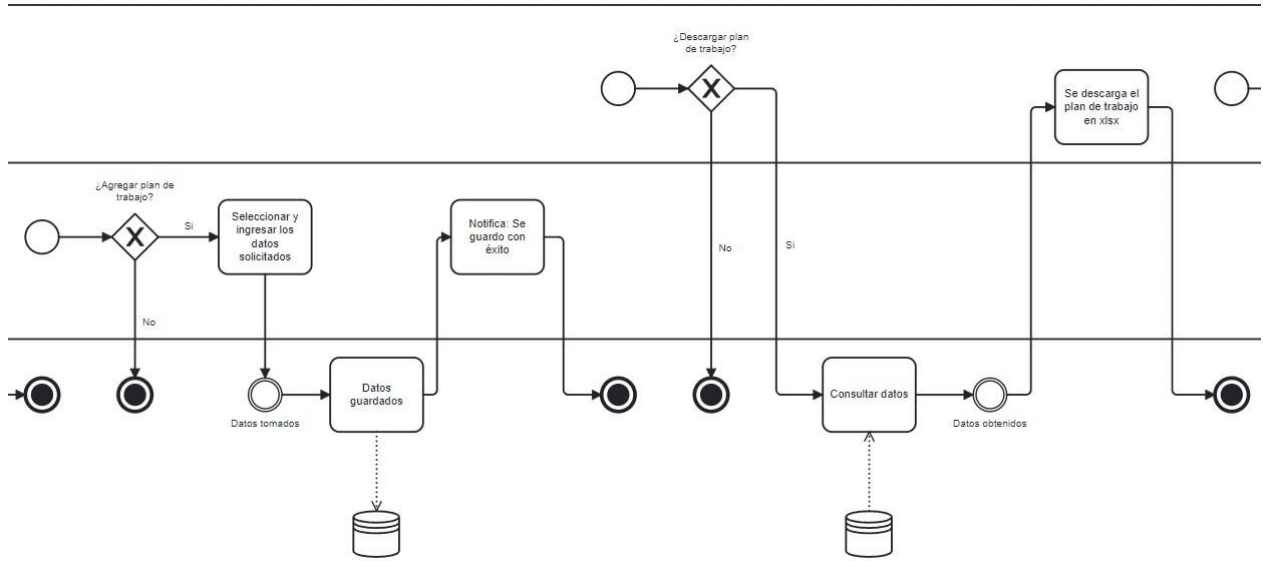 ¿Descargar plan
de trabajo?
Se descarga el
plan de trabajo
en xlsx
¿Agregar plan de
trabajo?
Si
Seleccionar y
ingresar los
datos
solicitados
Notifica: Se
guardo con
éxito
No
Si
No
Datos
guardados
Datos tomados
Consultar datos
Datos obtenidos